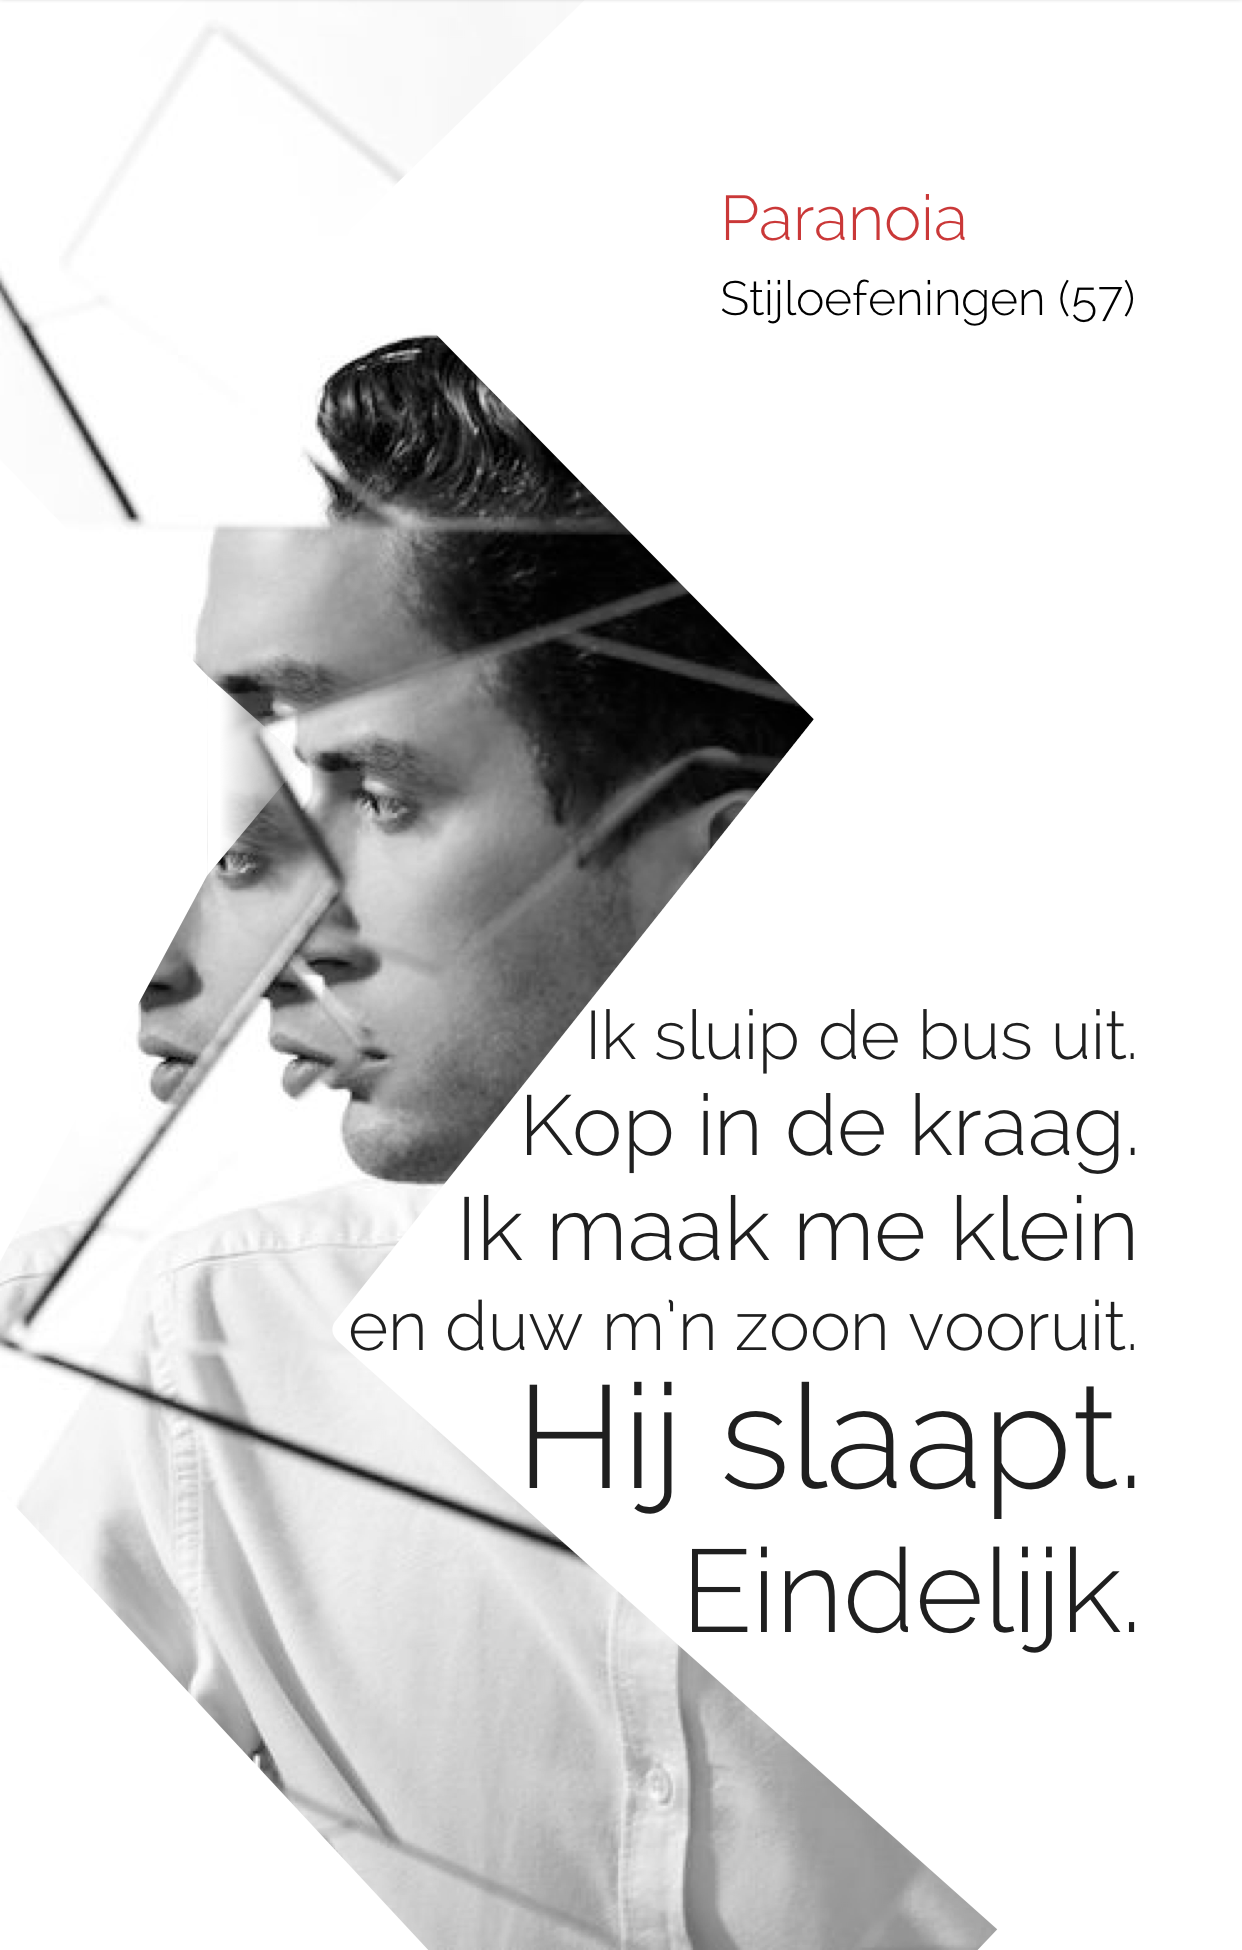 Paranoia
Stijloefeningen (57)
Ik sluip de bus uit.
Kop in de kraag.
Ik maak me klein
en duw m'n zoon vooruit.
Hij slaapt.
Eindelijk.